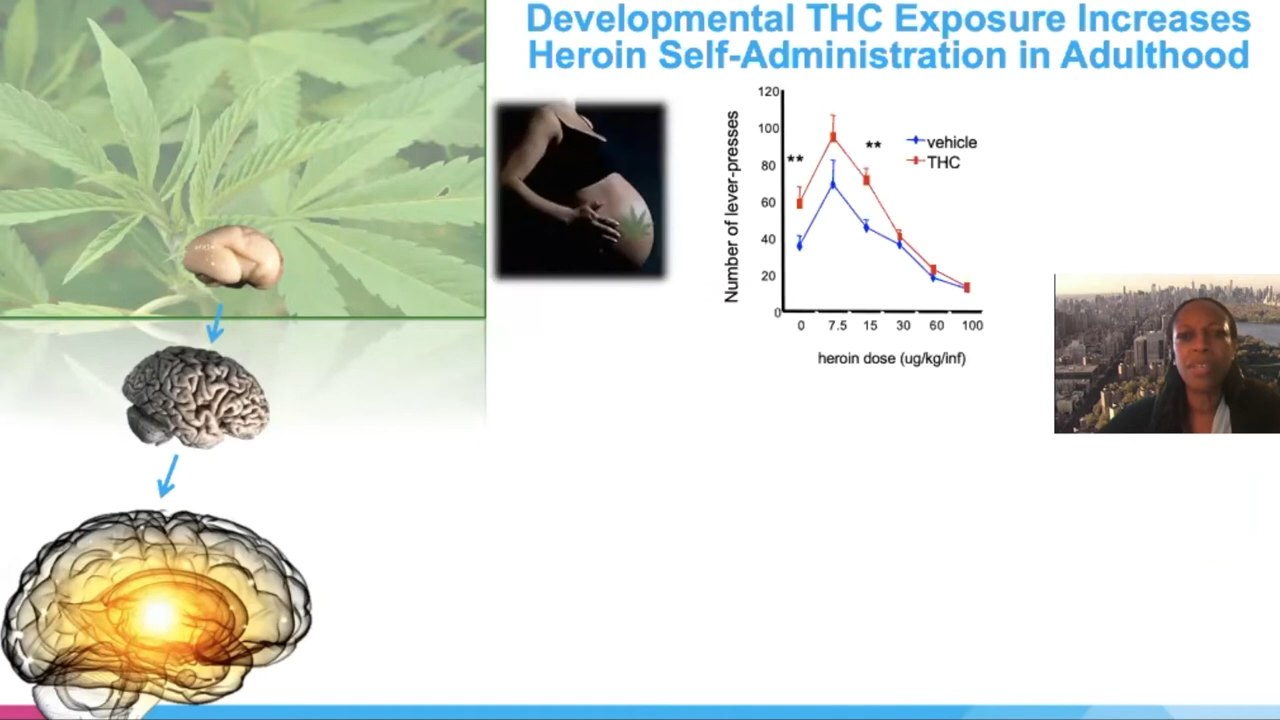 Developmental THC Exposure Increases
Heroin Self-Administration in Adulthood
Number of lever-presses
120
100
80
60
40
20
0
**
**
vehicle
THC
0 7.5 15 30 60 100
heroin dose (ug/kg/inf)